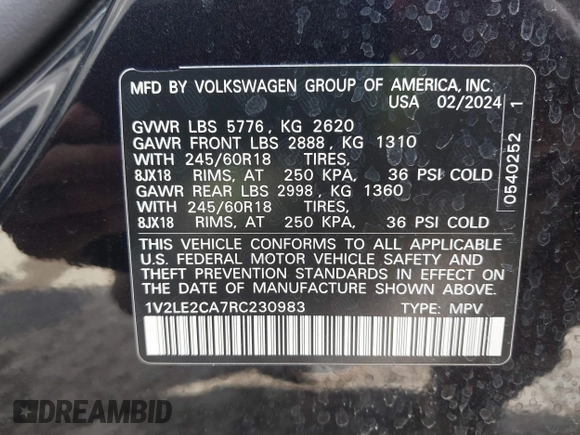 MFD BY VOLKSWAGEN GROUP OF AMERICA, INC.
USA 02/2024
GVWR LBS 5776, KG 2620
GAWR FRONT LBS 2888, KG 1310
WITH 245/60R18 TIRES,
8JX18 RIMS, AT 250 KPA, 36 PSI COLD
GAWR REAR LBS 2998, KG 1360
WITH 245/60R18 TIRES,
8JX18 RIMS, AT 250 KPA, 36 PSI COLD
THIS VEHICLE CONFORMS TO ALL APPLICABLE
U.S. FEDERAL MOTOR VEHICLE SAFETY AND
THEFT PREVENTION STANDARDS IN EFFECT ON
THE DATE OF MANUFACTURE SHOWN ABOVE.
1V2LE2CA7RC230983 TYPE: MPV
0540252 1
DREAMBID